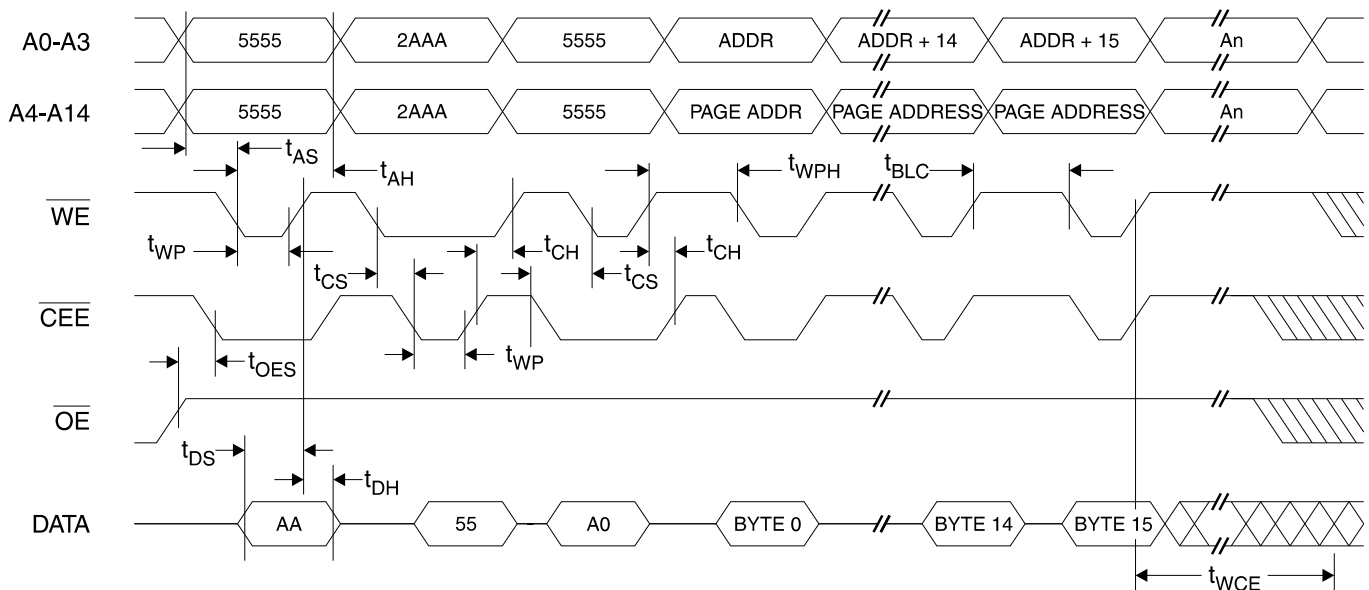 A0-A3 5555 2AAA 5555 ADDR ADDR + 14 ADDR + 15 An
A4-A14 5555 2AAA 5555 PAGE ADDR PAGE ADDRESS PAGE ADDRESS An
tAS
tAH tWPH tBLC
WE
tWP tCH tCH
tCS tCS
CEE
tOES tWP
OE
tDS
tDH
DATA AA 55 A0 BYTE 0 BYTE 14 BYTE 15
tWCE